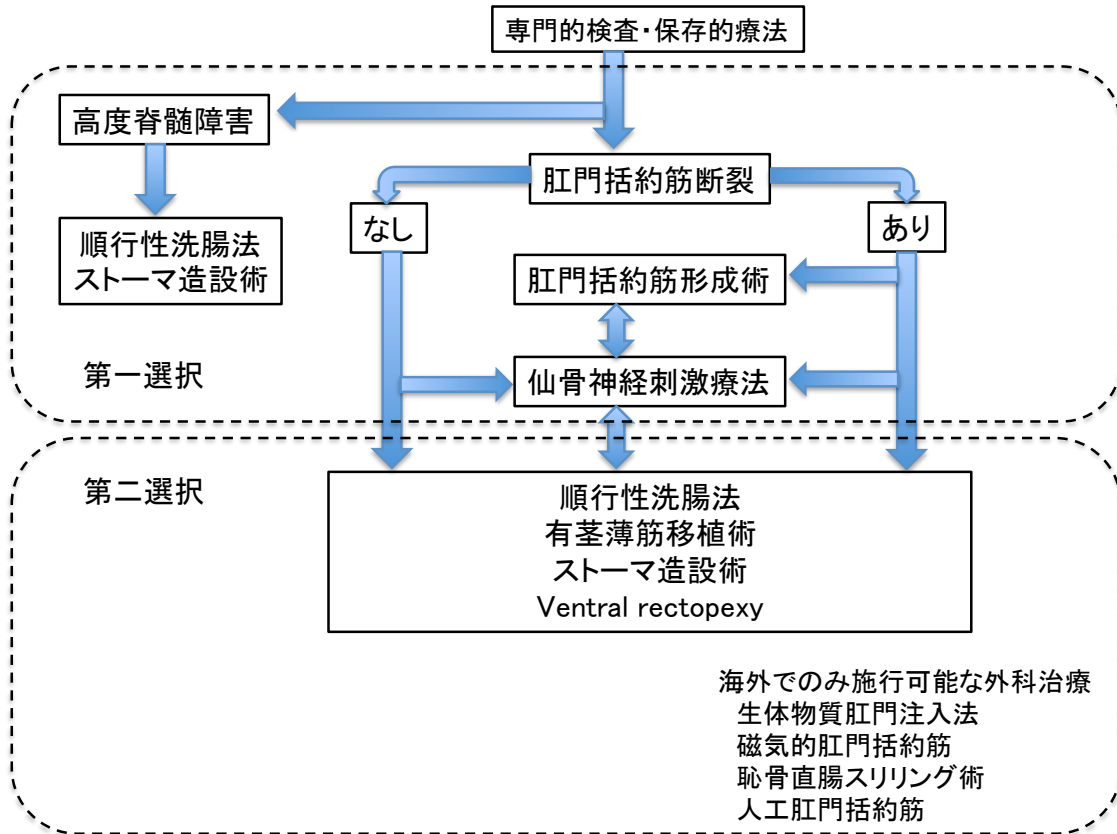 専門的検査・保存的療法
高度脊髄障害
肛門括約筋断裂
なし
あり
順行性洗腸法
ストーマ造設術
肛門括約筋形成術
第一選択
仙骨神経刺激療法
第二選択
順行性洗腸法
有茎薄筋移植術
ストーマ造設術
Ventral rectopexy
海外でのみ施行可能な外科治療
生体物質肛門注入法
磁気的肛門括約筋
恥骨直腸スリリング術
人工肛門括約筋